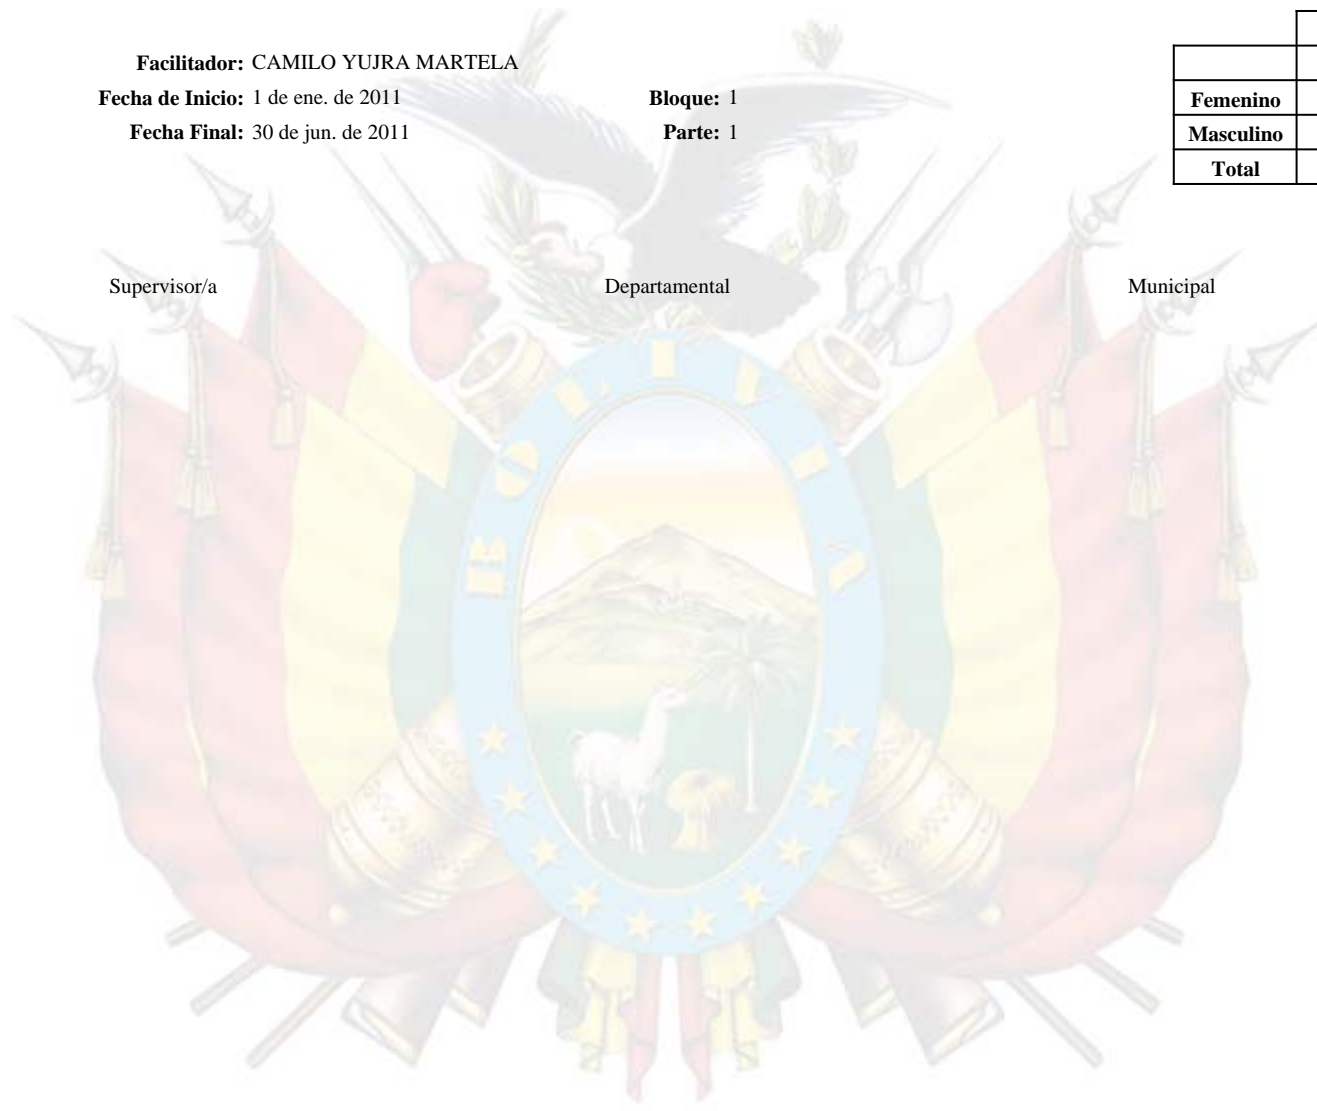 Facilitador: CAMILO YUJRA MARTELA
Fecha de Inicio: 1 de ene. de 2011 Bloque: 1
Femenino
Fecha Final: 30 de jun. de 2011 Parte: 1
Masculino
Total
Supervisor/a Departamental Municipal
BOLIVIA